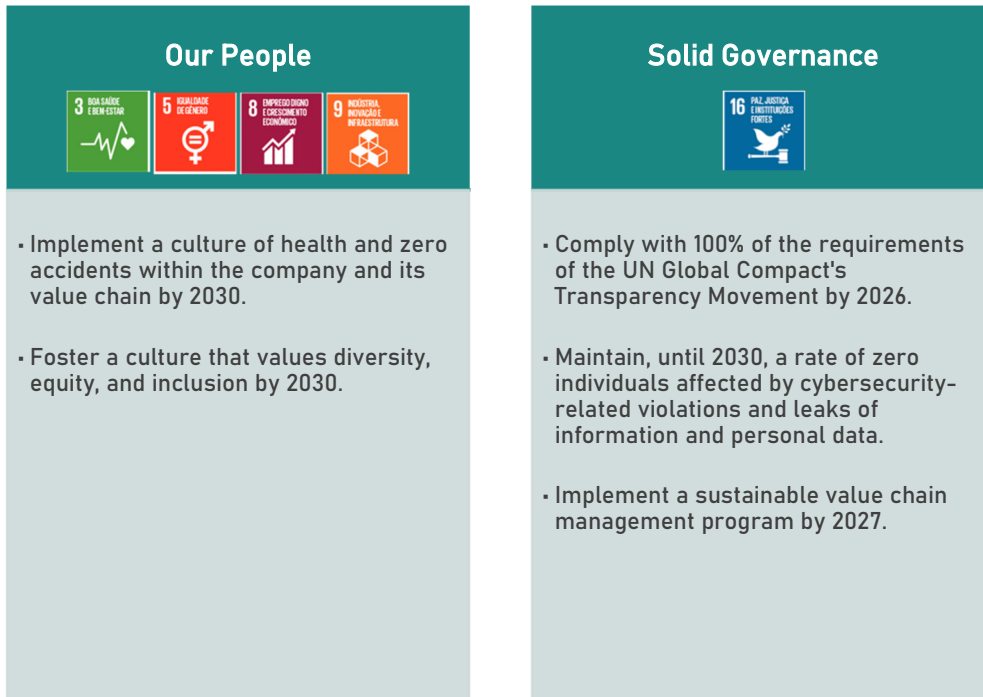 Our People
3 BOA SAÚDE
E BEM-ESTAR
5 IGUALDADE
DE GÊNERO
8 EMPREGO DIGNO
E CRESCIMENTO
ECONÔMICO
9 INDÚSTRIA,
INOVAÇÃO E
INFRAESTRUTURA
▪ Implement a culture of health and zero
accidents within the company and its
value chain by 2030.
▪ Foster a culture that values diversity,
equity, and inclusion by 2030.
Solid Governance
16 PAZ, JUSTIÇA
E INSTITUIÇÕES
FORTES
▪ Comply with 100% of the requirements
of the UN Global Compact's
Transparency Movement by 2026.
▪ Maintain, until 2030, a rate of zero
individuals affected by cybersecurity-
related violations and leaks of
information and personal data.
▪ Implement a sustainable value chain
management program by 2027.